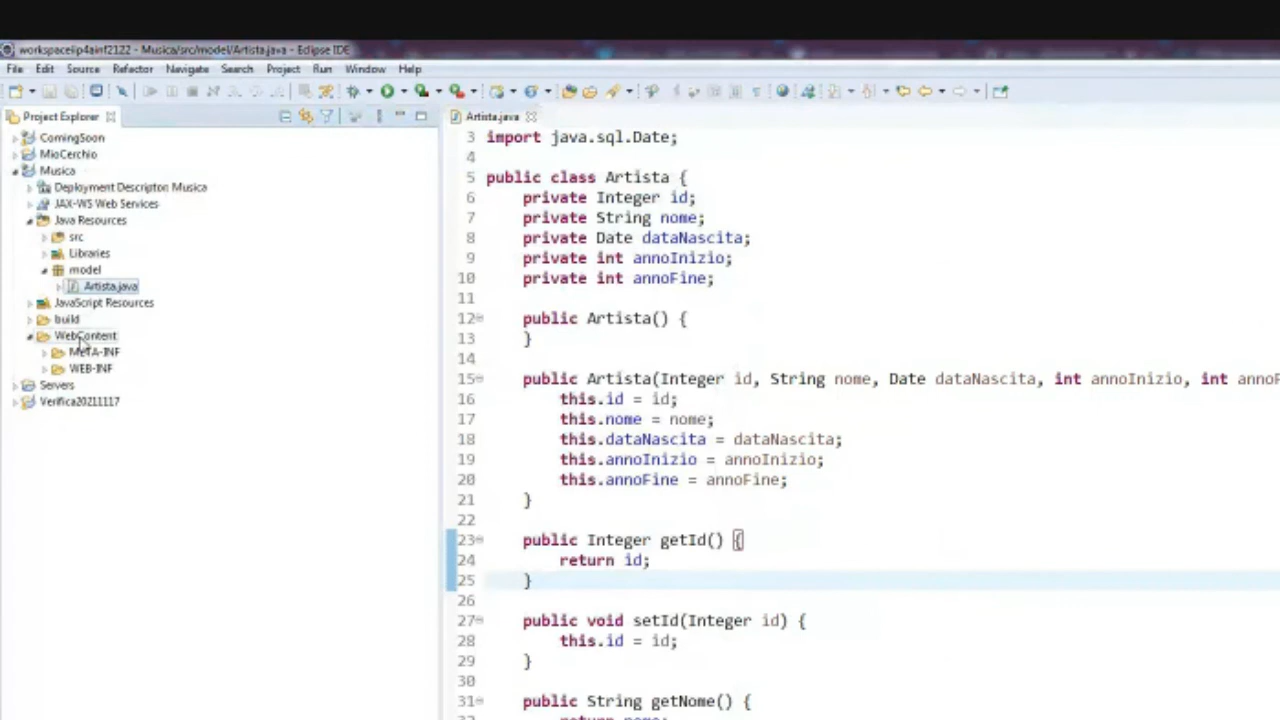 workspaceiip4ainf2122 - Musica/src/model/Artista.java - Eclipse IDE
File Edit Source Refactor Navigate Search Project Run Window Help
Project Explorer
ComingSoon
MioCerchio
Musica
Deployment Descriptor: Musica
JAX-WS Web Services
Java Resources
src
Libraries
model
Artista.java
JavaScript Resources
build
WebContent
META-INF
WEB-INF
Servers
Verifica20211117
Artista.java
3 import java.sql.Date;
4
5 public class Artista {
6 private Integer id;
7 private String nome;
8 private Date dataNascita;
9 private int annoInizio;
10 private int annoFine;
11
12 public Artista() {
13 }
14
15 public Artista(Integer id, String nome, Date dataNascita, int annoInizio, int annoF
16 this.id = id;
17 this.nome = nome;
18 this.dataNascita = dataNascita;
19 this.annoInizio = annoInizio;
20 this.annoFine = annoFine;
21 }
22
23 public Integer getId() {
24 return id;
25 }
26
27 public void setId(Integer id) {
28 this.id = id;
29 }
30
31 public String getNome() {
32 return nome;